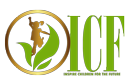 ICF
INSPIRE CHILDREN FOR THE FUTURE